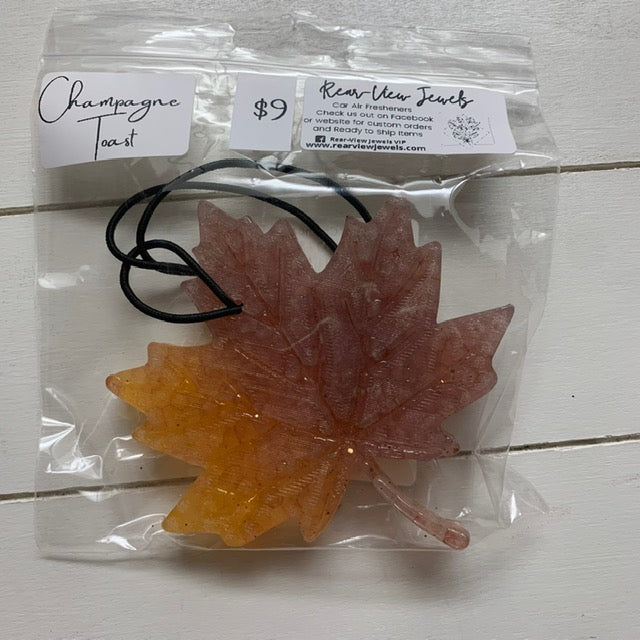 Champagne
Toast
$9
Rear-View Jewels
Car Air Fresheners
Check us out on Facebook
or website for custom orders
and Ready to Ship Items
Rear-View Jewels VIP
www.rearviewjewels.com